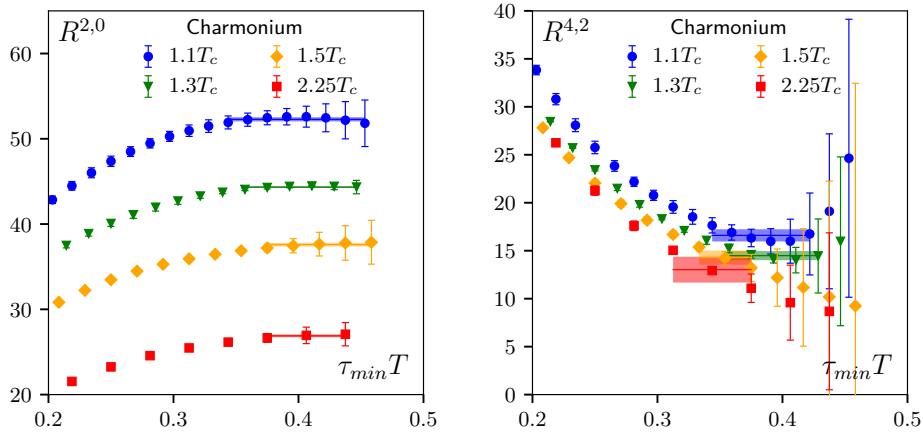 R^{2,0}
Charmonium
1.1T_c
1.5T_c
1.3T_c
2.25T_c
60
50
40
30
20
τ_{min}T
0.2
0.3
0.4
0.5
R^{4,2}
Charmonium
1.1T_c
1.5T_c
1.3T_c
2.25T_c
40
35
30
25
20
15
10
5
0
τ_{min}T
0.2
0.3
0.4
0.5